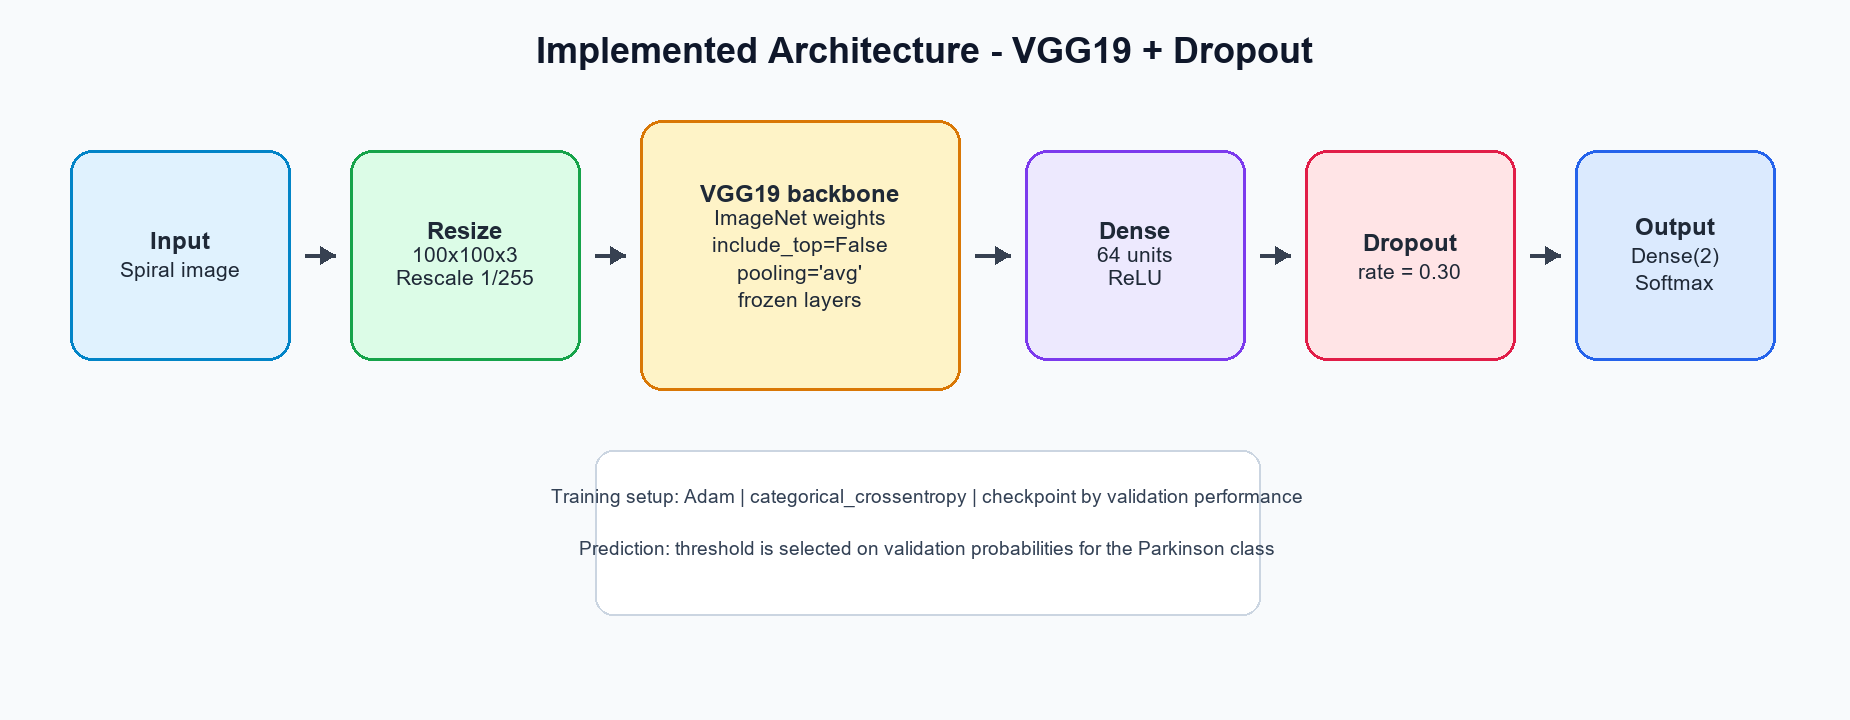 Implemented Architecture - VGG19 + Dropout
Input
Spiral image
Resize
100x100x3
Rescale 1/255
VGG19 backbone
ImageNet weights
include_top=False
pooling='avg'
frozen layers
Dense
64 units
ReLU
Dropout
rate = 0.30
Output
Dense(2)
Softmax
Training setup: Adam | categorical_crossentropy | checkpoint by validation performance
Prediction: threshold is selected on validation probabilities for the Parkinson class